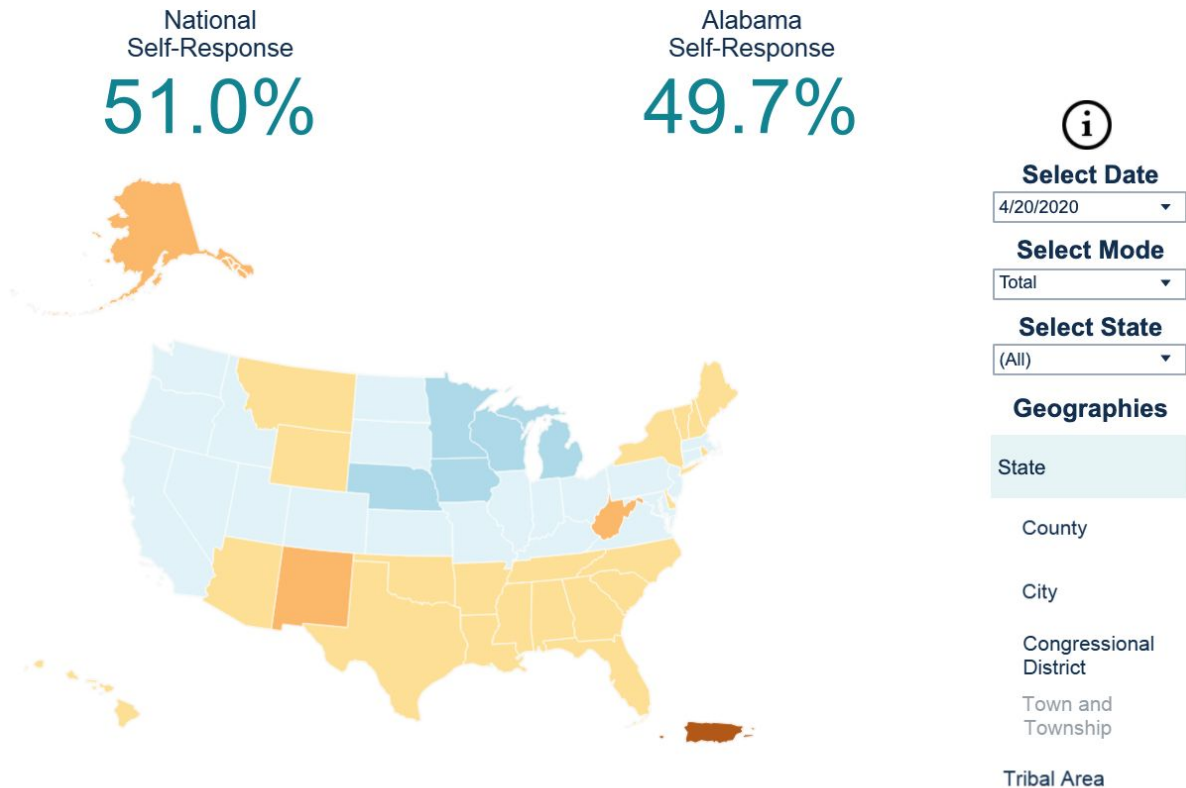 National
Self-Response
51.0%
Alabama
Self-Response
49.7%
i
Select Date
4/20/2020
Select Mode
Total
Select State
(All)
Geographies
State
County
City
Congressional
District
Town and
Township
Tribal Area